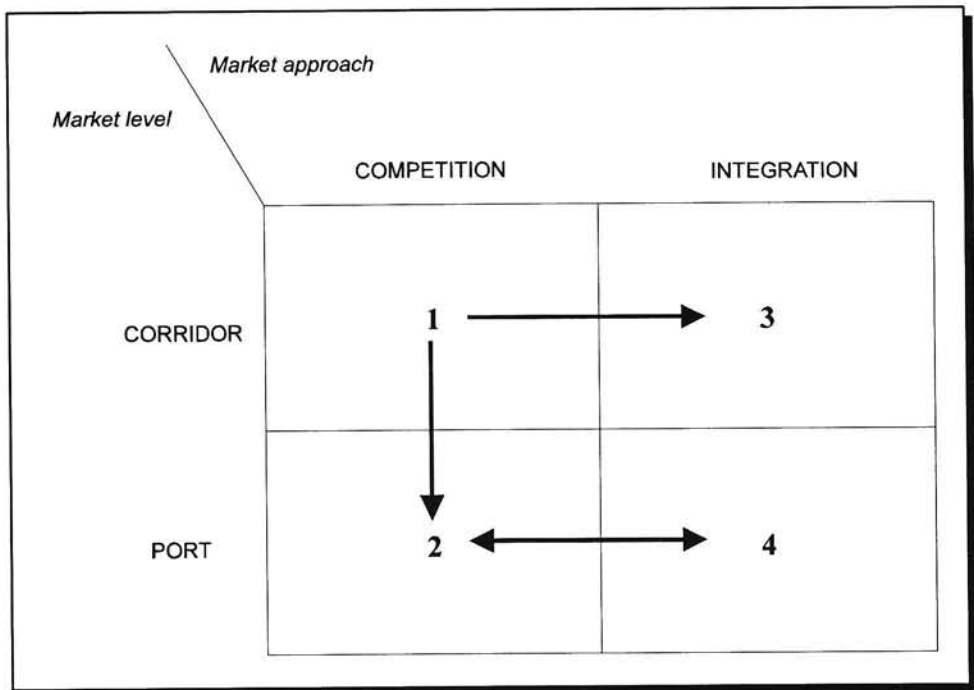 Market approach
Market level
COMPETITION INTEGRATION
CORRIDOR 1 3
PORT 2 4